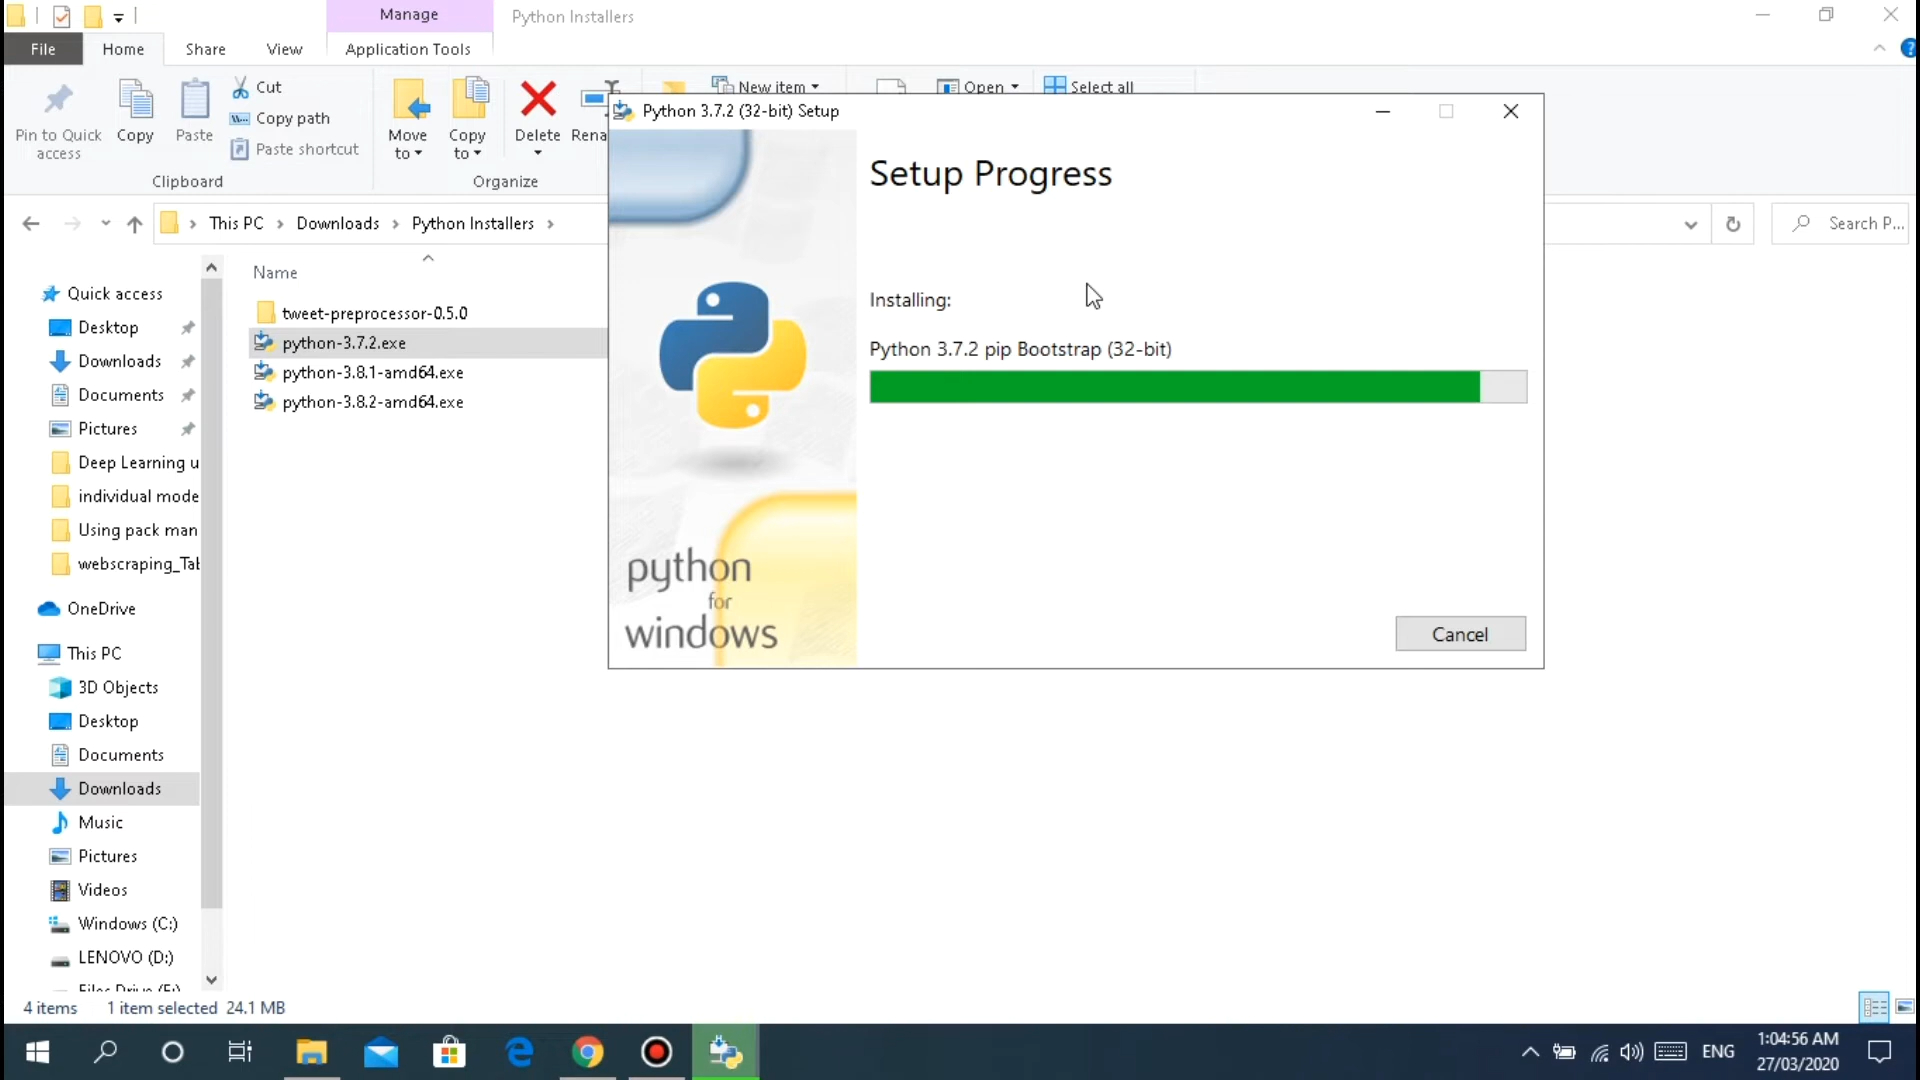 Manage
Python Installers
File
Home
Share
View
Application Tools
Pin to Quick
access
Copy
Paste
Cut
Copy path
Paste shortcut
Clipboard
Move
to
Copy
to
Delete
Rena
Organize
New item
Open
Select all
This PC
Downloads
Python Installers
Search P...
Name
tweet-preprocessor-0.5.0
python-3.7.2.exe
python-3.8.1-amd64.exe
python-3.8.2-amd64.exe
Quick access
Desktop
Downloads
Documents
Pictures
Deep Learning u
individual mode
Using pack man
webscraping_Tab
OneDrive
This PC
3D Objects
Desktop
Documents
Downloads
Music
Pictures
Videos
Windows (C:)
LENOVO (D:)
Python 3.7.2 (32-bit) Setup
Setup Progress
Installing:
Python 3.7.2 pip Bootstrap (32-bit)
python
for
windows
Cancel
4 items
1 item selected 24.1 MB
ENG
1:04:56 AM
27/03/2020